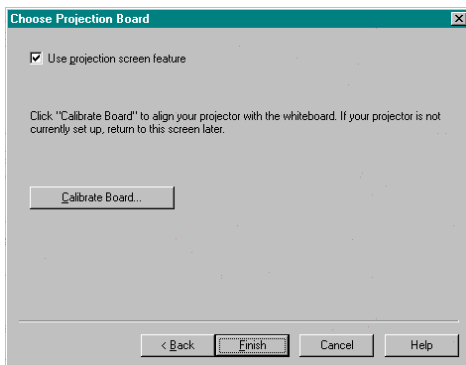 Choose Projection Board
Use projection screen feature
Click "Calibrate Board" to align your projector with the whiteboard. If your projector is not
currently set up, return to this screen later.
Calibrate Board...
< Back Finish Cancel Help